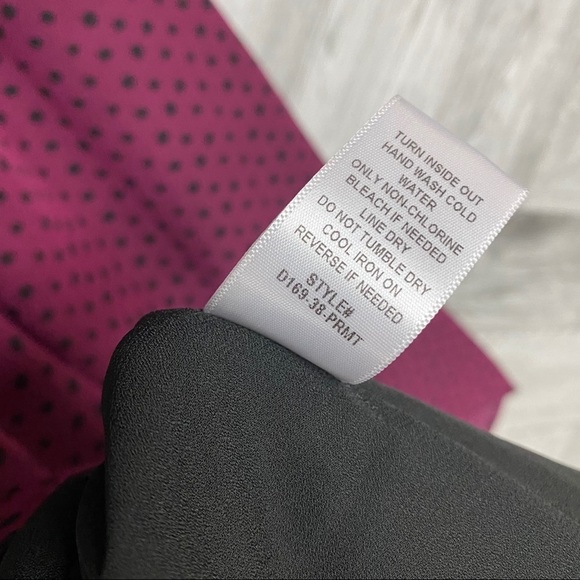 TURN INSIDE OUT
HAND WASH COLD
WATER
ONLY NON-CHLORINE
BLEACH IF NEEDED
LINE DRY
DO NOT TUMBLE DRY
COOL IRON ON
REVERSE IF NEEDED
STYLE#
D169-38-PRMT